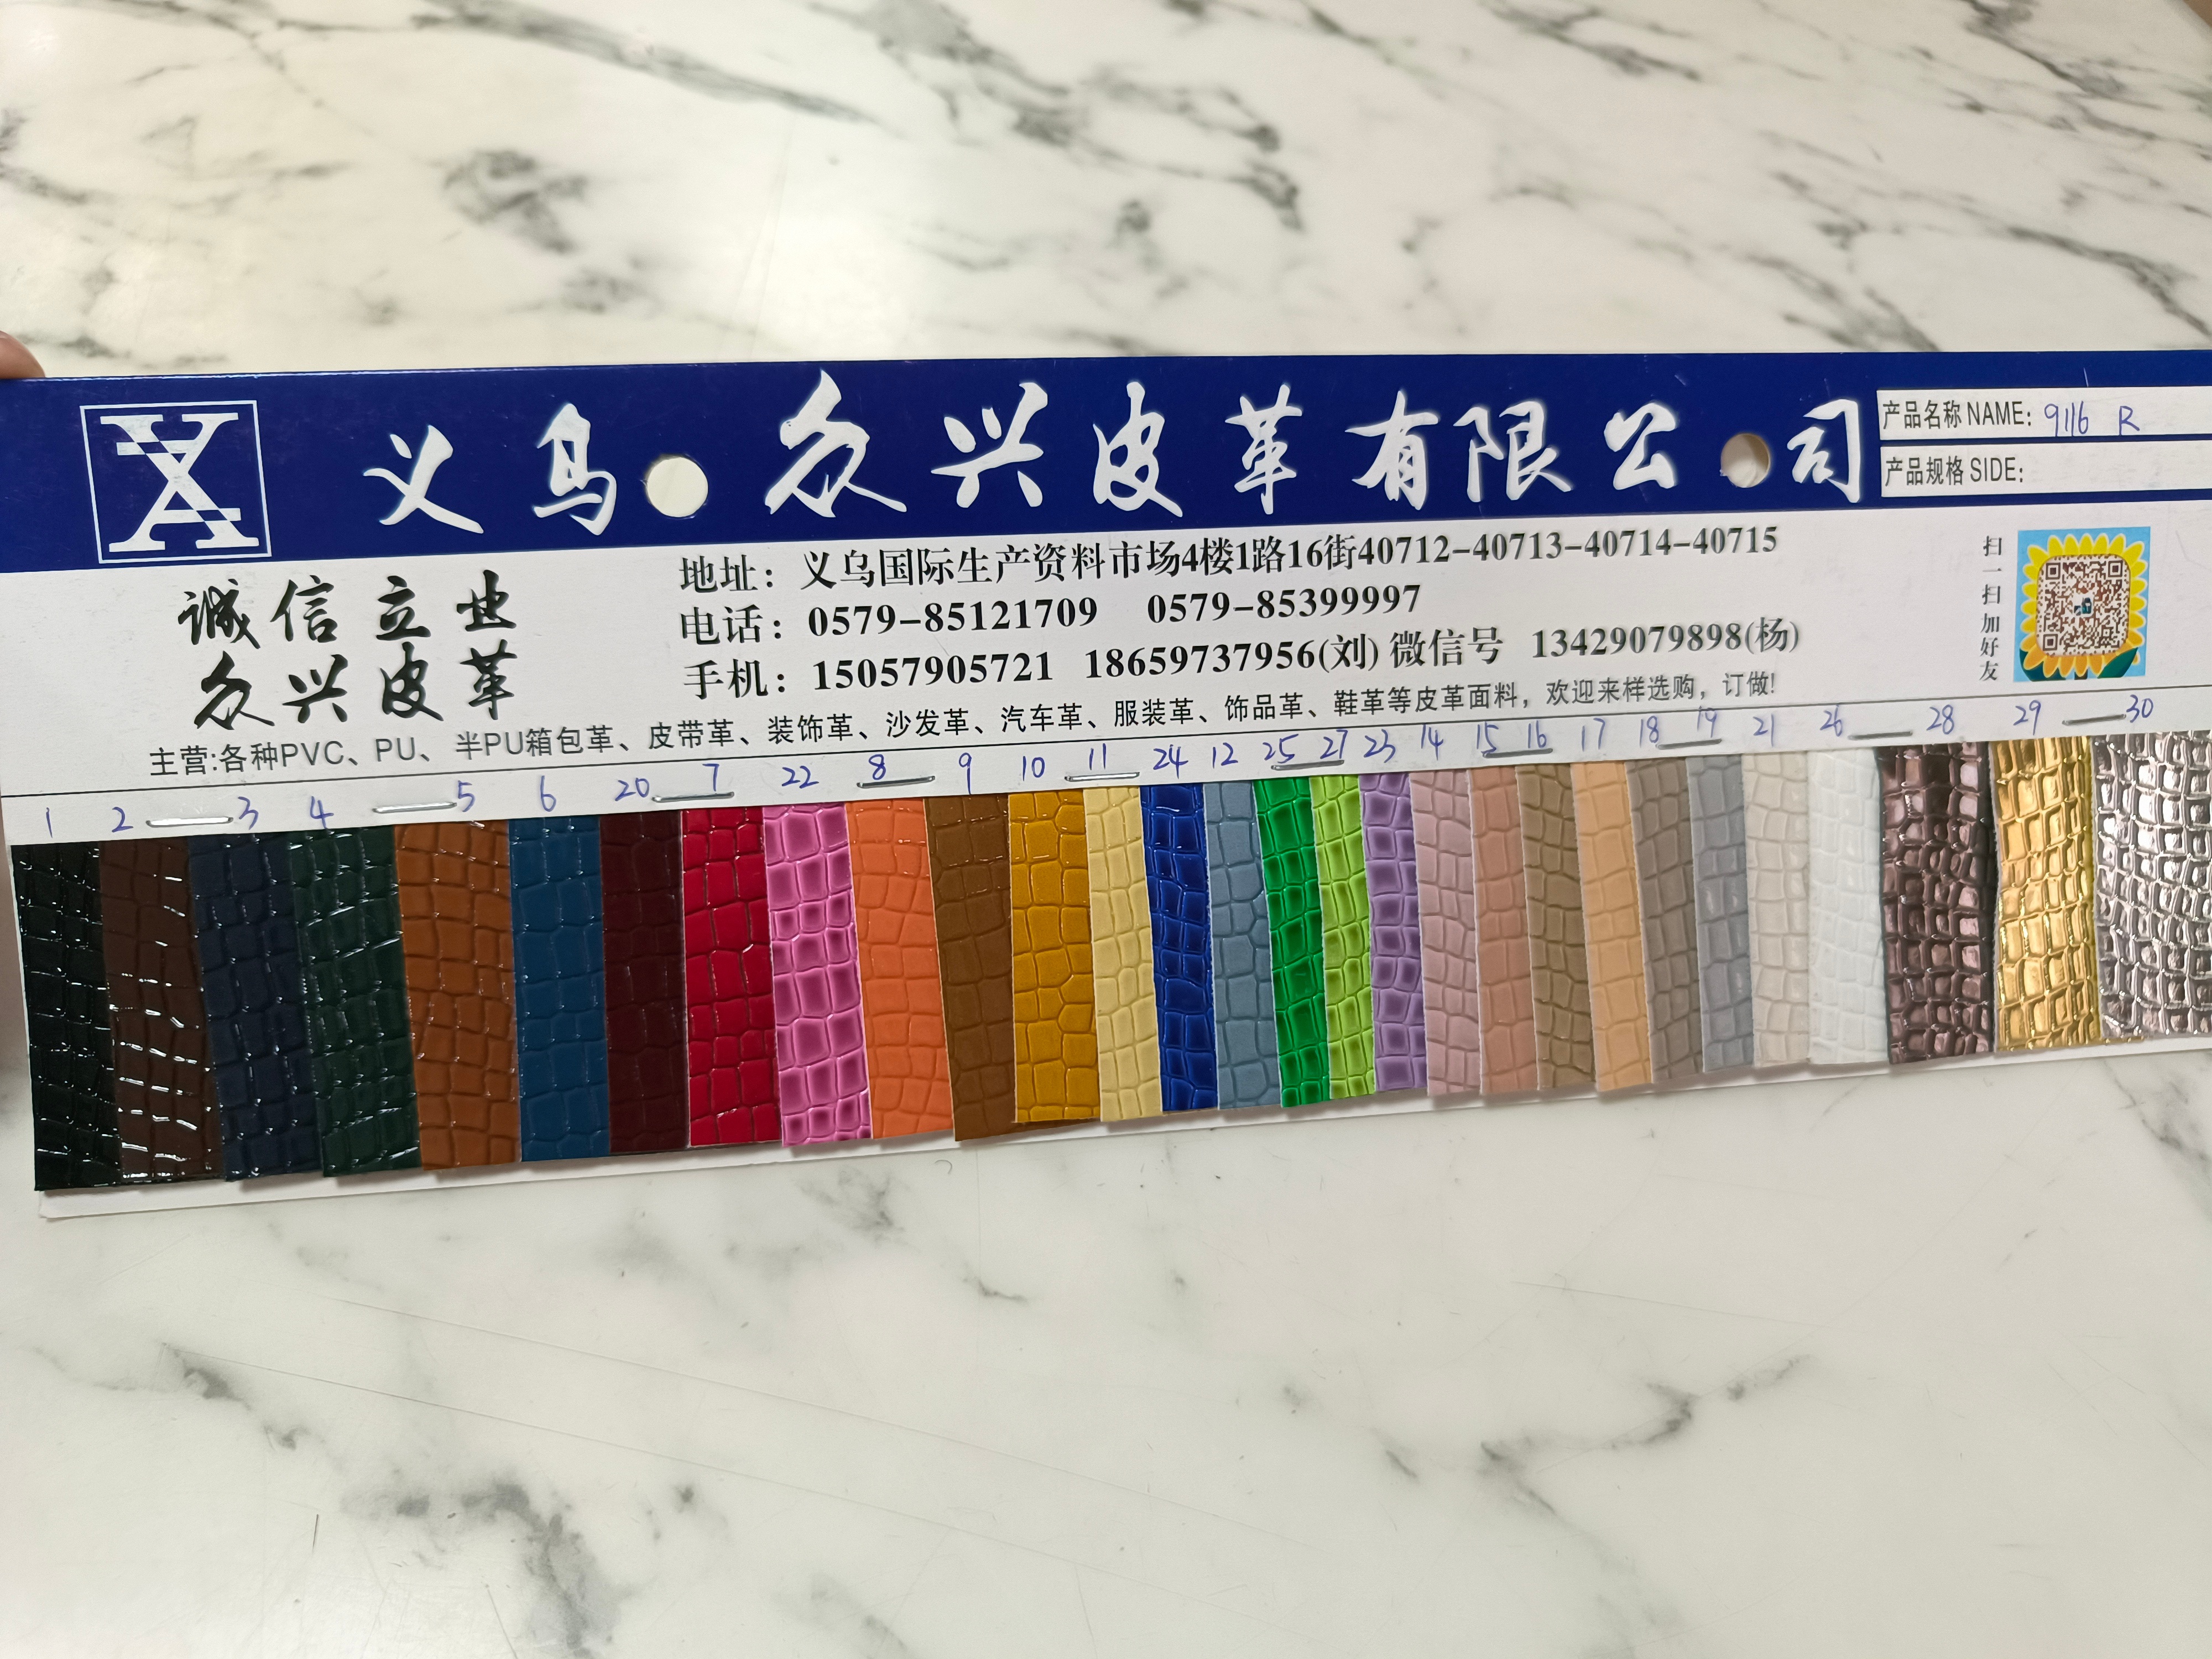 义乌众兴皮革有限公司
产品名称 NAME: 9116 R
产品规格 SIDE:
诚信立业
众兴皮革
地址：义乌国际生产资料市场4楼1路16街40712-40713-40714-40715
电话：0579-85121709 0579-85399997
手机：15057905721 18659737956(刘) 微信号 13429079898(杨)
主营:各种PVC、PU、半PU箱包革、皮带革、装饰革、沙发革、汽车革、服装革、饰品革、鞋革等皮革面料，欢迎来样选购，订做!
扫一扫加好友
1 2 3 4 5 6 20 7 22 8 9 10 11 24 12 25 27 23 14 15 16 17 18 19 21 26 28 29 30